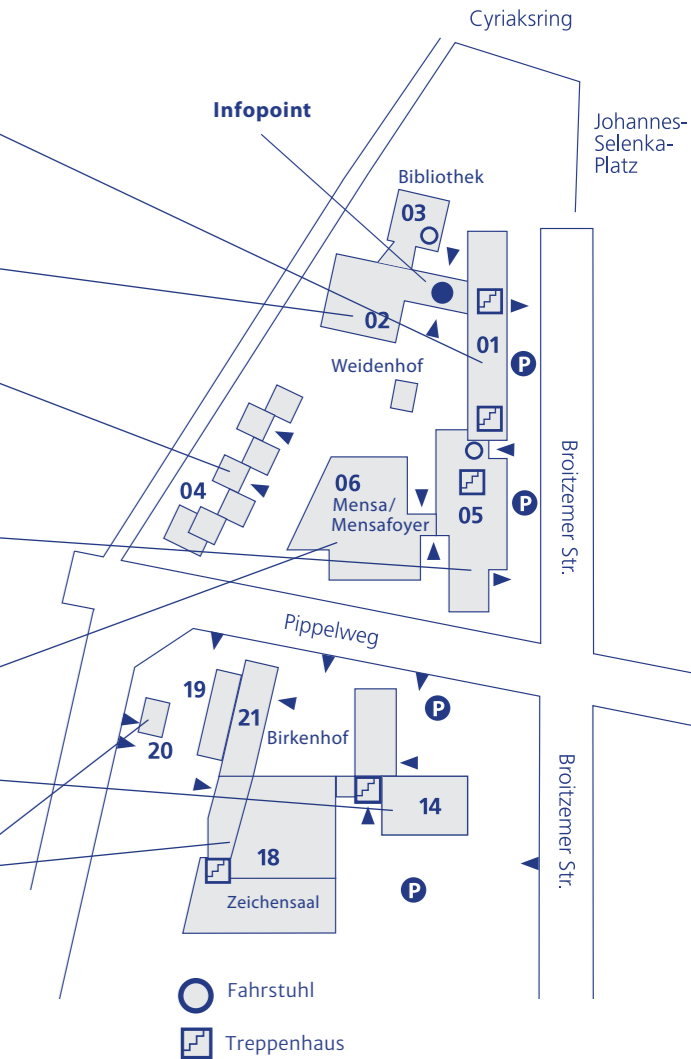 Cyriaksring
Infopoint
Johannes-
Selenka-
Platz
Bibliothek
03
02
01
P
Weidenhof
04
06
Mensa/
Mensafoyer
05
P
Broitzemer Str.
Pippelweg
19
21
P
20
Birkenhof
14
Broitzemer Str.
18
P
Zeichensaal
Fahrstuhl
Treppenhaus